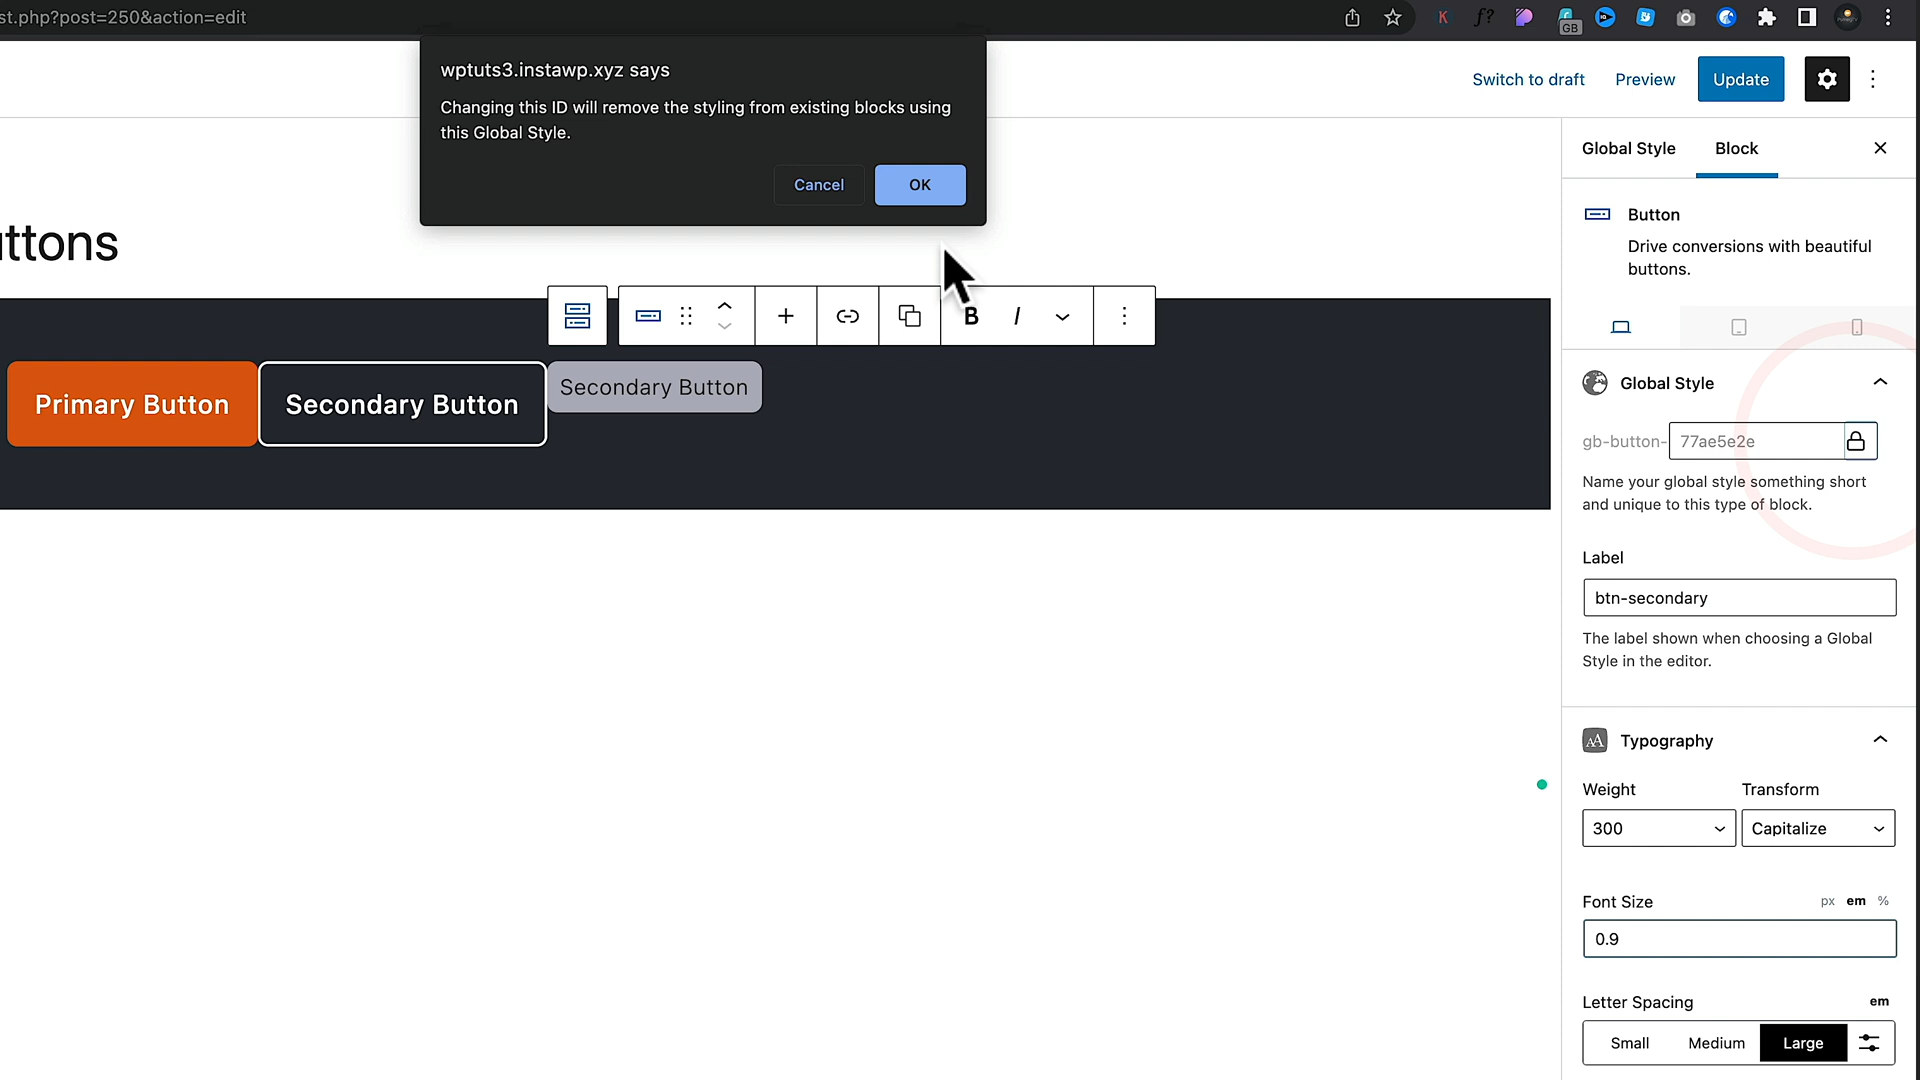 st.php?post=250&action=edit
GB
wptuts3.instawp.xyz says
Changing this ID will remove the styling from existing blocks using
this Global Style.
Cancel
OK
Switch to draft
Preview
Update
Global Style
Block
Button
Drive conversions with beautiful
buttons.
ttons
B
I
Primary Button
Secondary Button
Secondary Button
Global Style
gb-button-
77ae5e2e
Name your global style something short
and unique to this type of block.
Label
btn-secondary
The label shown when choosing a Global
Style in the editor.
AA
Typography
Weight
Transform
300
Capitalize
Font Size
px em %
0.9
Letter Spacing
em
Small
Medium
Large